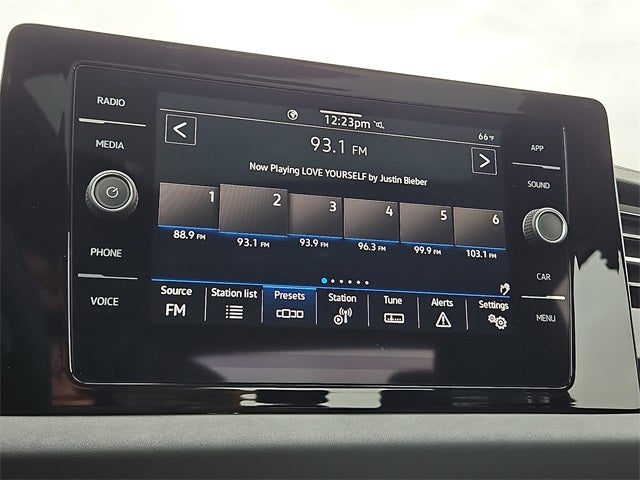 RADIO
MEDIA
PHONE
VOICE
12:23pm
66°F
93.1 FM
Now Playing LOVE YOURSELF by Justin Bieber
1 2 3 4 5 6
88.9 FM 93.1 FM 93.9 FM 96.3 FM 99.9 FM 103.1 FM
Source Station list Presets Station Tune Alerts Settings
FM
APP
SOUND
CAR
MENU